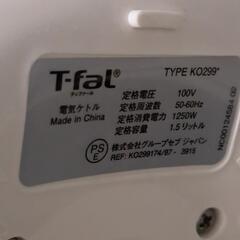 T-fal®
ティファール
TYPE KO299*
電気ケトル
Made in China
定格電圧 100V
定格周波数 50-60Hz
定格消費電力 1250W
定格容量 1.5リットル
PSE
株式会社グループセブ ジャパン
REF: KO299174/87 - 3915